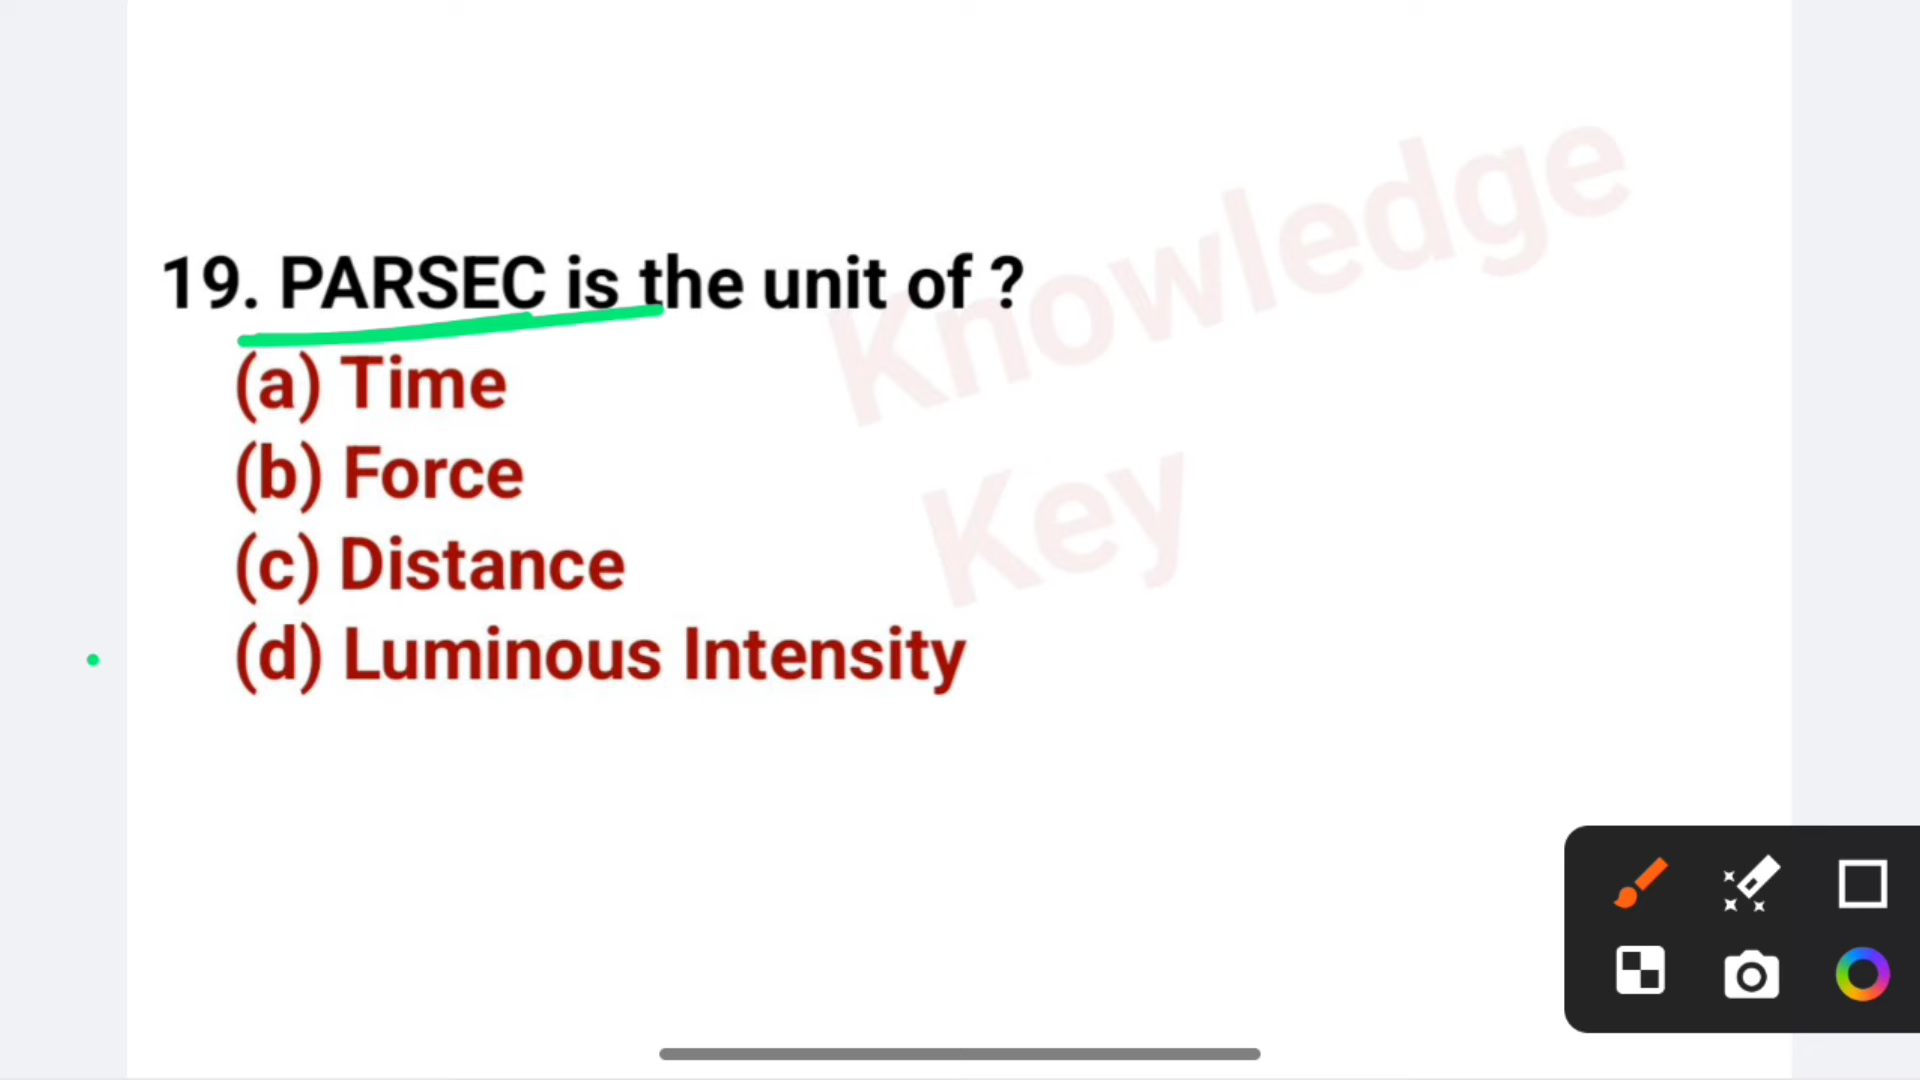 19. PARSEC is the unit of ?
(a) Time
(b) Force
(c) Distance
(d) Luminous Intensity
Knowledge
Key